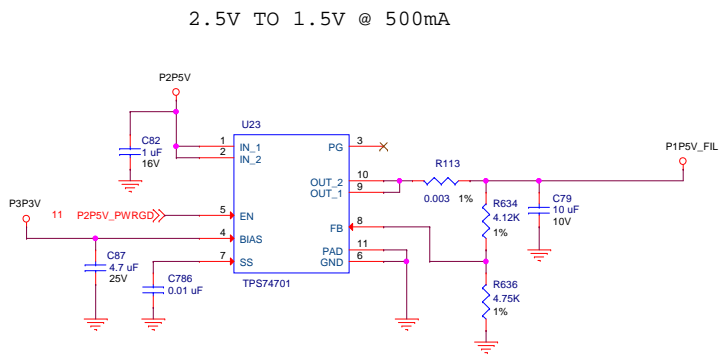 2.5V TO 1.5V @ 500mA
P2P5V
U23
C82
1 uF
16V
1
2
IN_1
IN_2
PG
3
P1P5V_FIL
OUT_2
OUT_1
10
9
R113
0.003 1%
P3P3V
11 P2P5V_PWRGD
5
EN
4
BIAS
7
SS
FB
8
PAD
GND
11
6
R634
4.12K
1%
C79
10 uF
10V
C87
4.7 uF
25V
C786
0.01 uF
TPS74701
R636
4.75K
1%